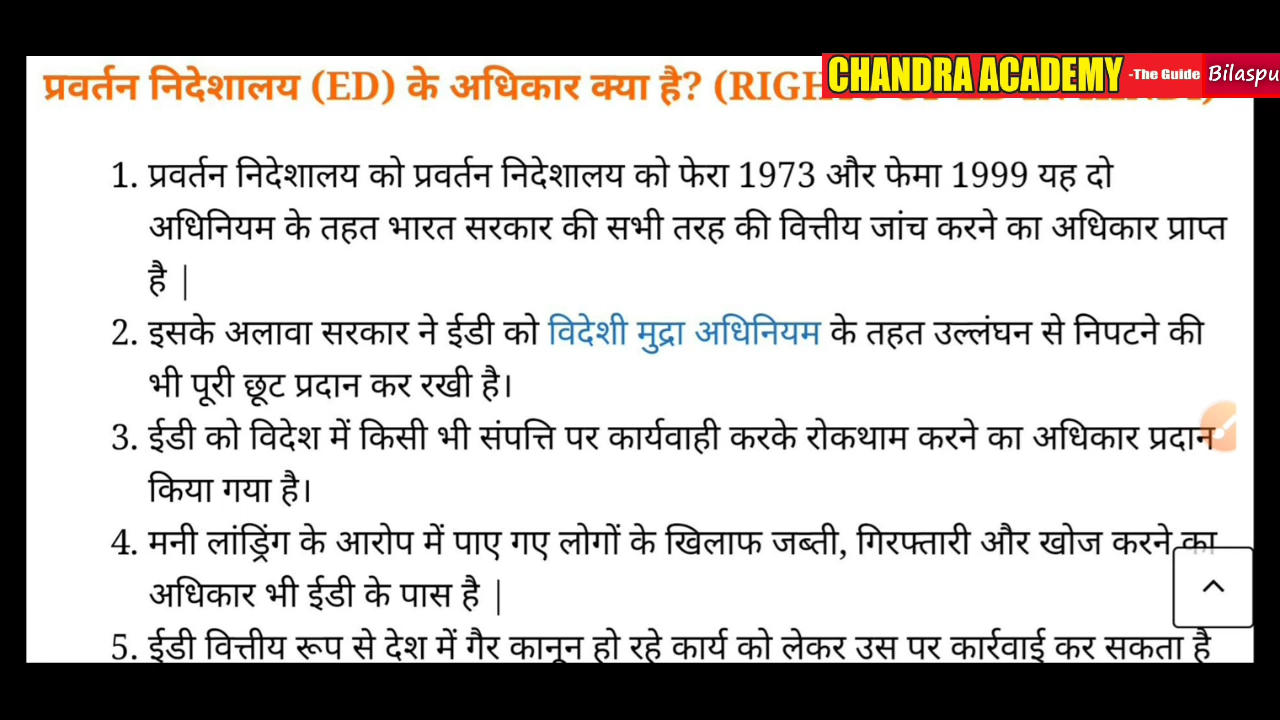 प्रवर्तन निदेशालय (ED) के अधिकार क्या है? (RIGH
CHANDRA ACADEMY -The Guide Bilaspu
1. प्रवर्तन निदेशालय को प्रवर्तन निदेशालय को फेरा 1973 और फेमा 1999 यह दो
अधिनियम के तहत भारत सरकार की सभी तरह की वित्तीय जांच करने का अधिकार प्राप्त
है |
2. इसके अलावा सरकार ने ईडी को विदेशी मुद्रा अधिनियम के तहत उल्लंघन से निपटने की
भी पूरी छूट प्रदान कर रखी है।
3. ईडी को विदेश में किसी भी संपत्ति पर कार्यवाही करके रोकथाम करने का अधिकार प्रदान
किया गया है।
4. मनी लांड्रिंग के आरोप में पाए गए लोगों के खिलाफ जब्ती, गिरफ्तारी और खोज करने का
अधिकार भी ईडी के पास है |
5. ईडी वित्तीय रूप से देश में गैर कानून हो रहे कार्य को लेकर उस पर कार्रवाई कर सकता है